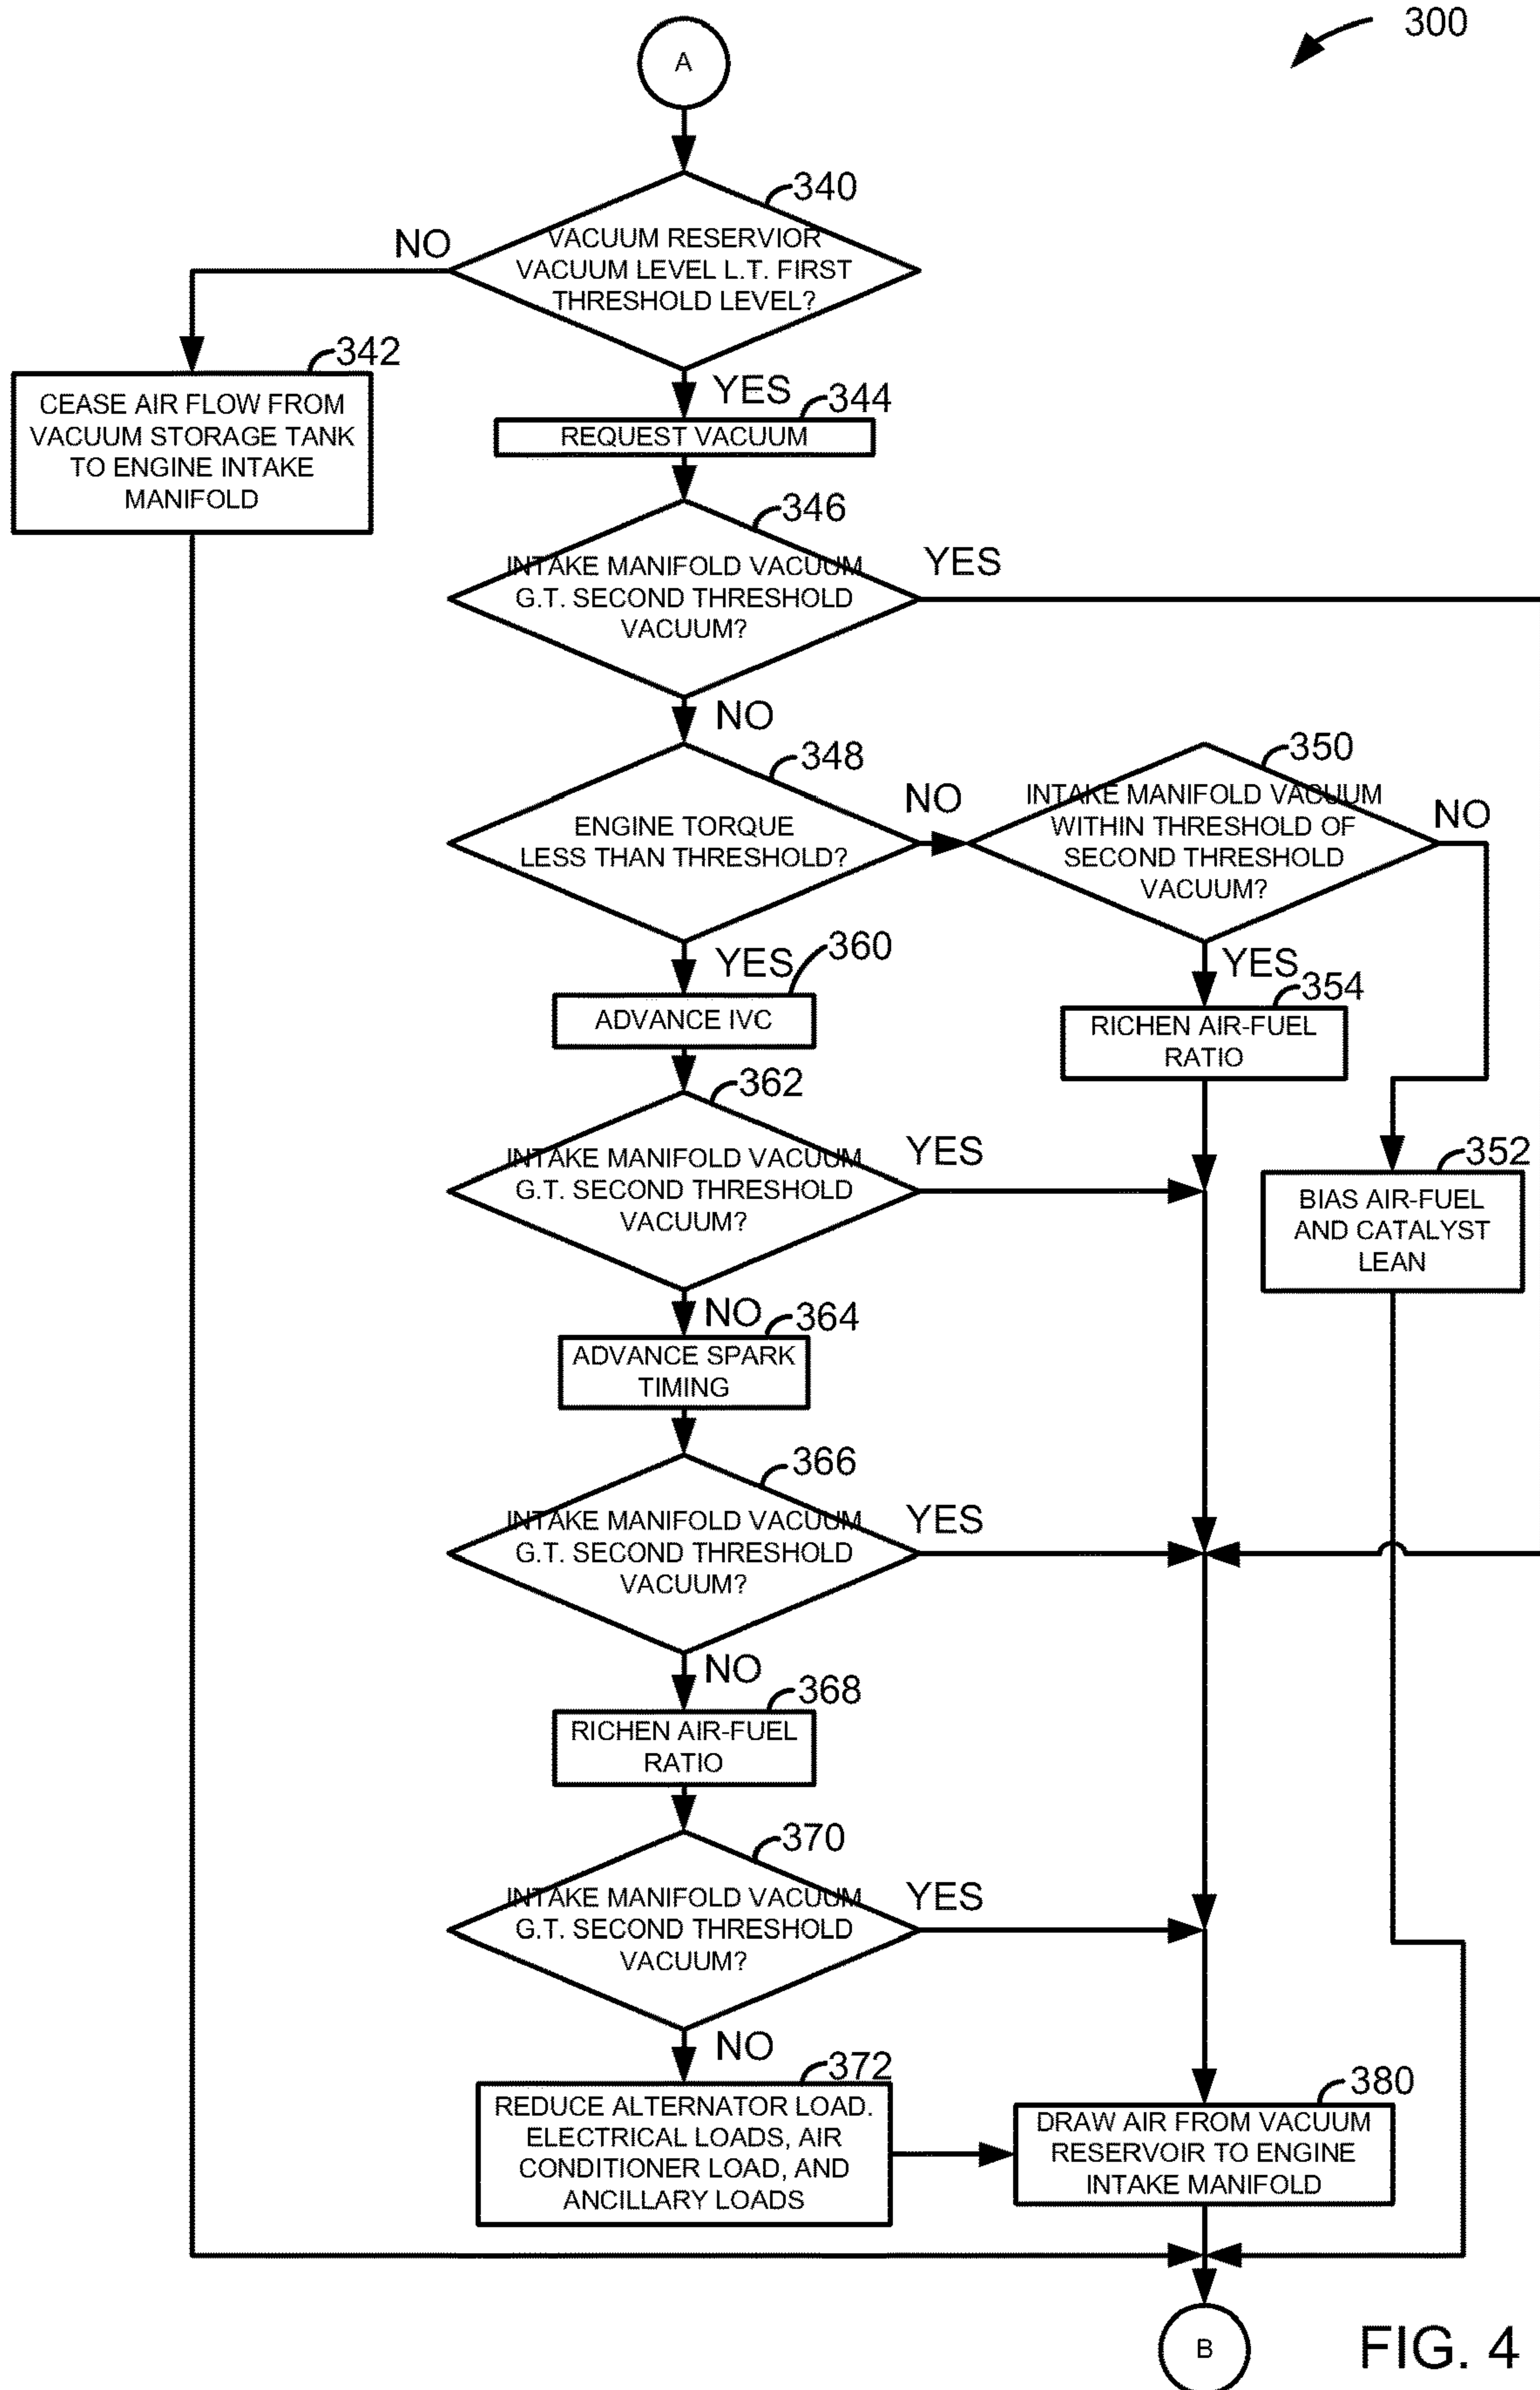 300
A
340
NO
VACUUM RESERVIOR
VACUUM LEVEL L.T. FIRST
THRESHOLD LEVEL?
342
CEASE AIR FLOW FROM
VACUUM STORAGE TANK
TO ENGINE INTAKE
MANIFOLD
YES
344
REQUEST VACUUM
346
INTAKE MANIFOLD VACUUM
G.T. SECOND THRESHOLD
VACUUM?
YES
NO
348
ENGINE TORQUE
LESS THAN THRESHOLD?
NO
350
INTAKE MANIFOLD VACUUM
WITHIN THRESHOLD OF
SECOND THRESHOLD
VACUUM?
NO
YES
360
ADVANCE IVC
YES
354
RICHEN AIR-FUEL
RATIO
362
INTAKE MANIFOLD VACUUM
G.T. SECOND THRESHOLD
VACUUM?
YES
352
BIAS AIR-FUEL
AND CATALYST
LEAN
NO
364
ADVANCE SPARK
TIMING
366
INTAKE MANIFOLD VACUUM
G.T. SECOND THRESHOLD
VACUUM?
YES
NO
368
RICHEN AIR-FUEL
RATIO
370
INTAKE MANIFOLD VACUUM
G.T. SECOND THRESHOLD
VACUUM?
YES
NO
372
REDUCE ALTERNATOR LOAD.
ELECTRICAL LOADS, AIR
CONDITIONER LOAD, AND
ANCILLARY LOADS
380
DRAW AIR FROM VACUUM
RESERVOIR TO ENGINE
INTAKE MANIFOLD
B
FIG. 4